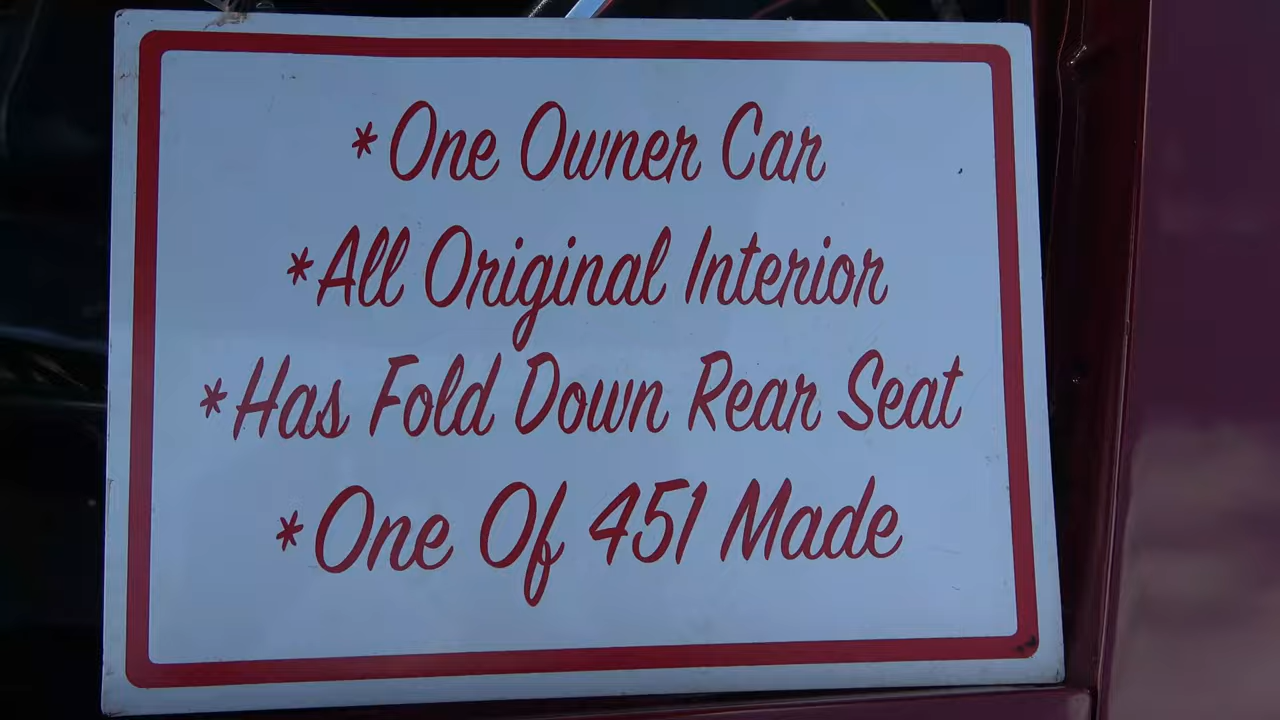 *One Owner Car
*All Original Interior
*Has Fold Down Rear Seat
*One Of 451 Made